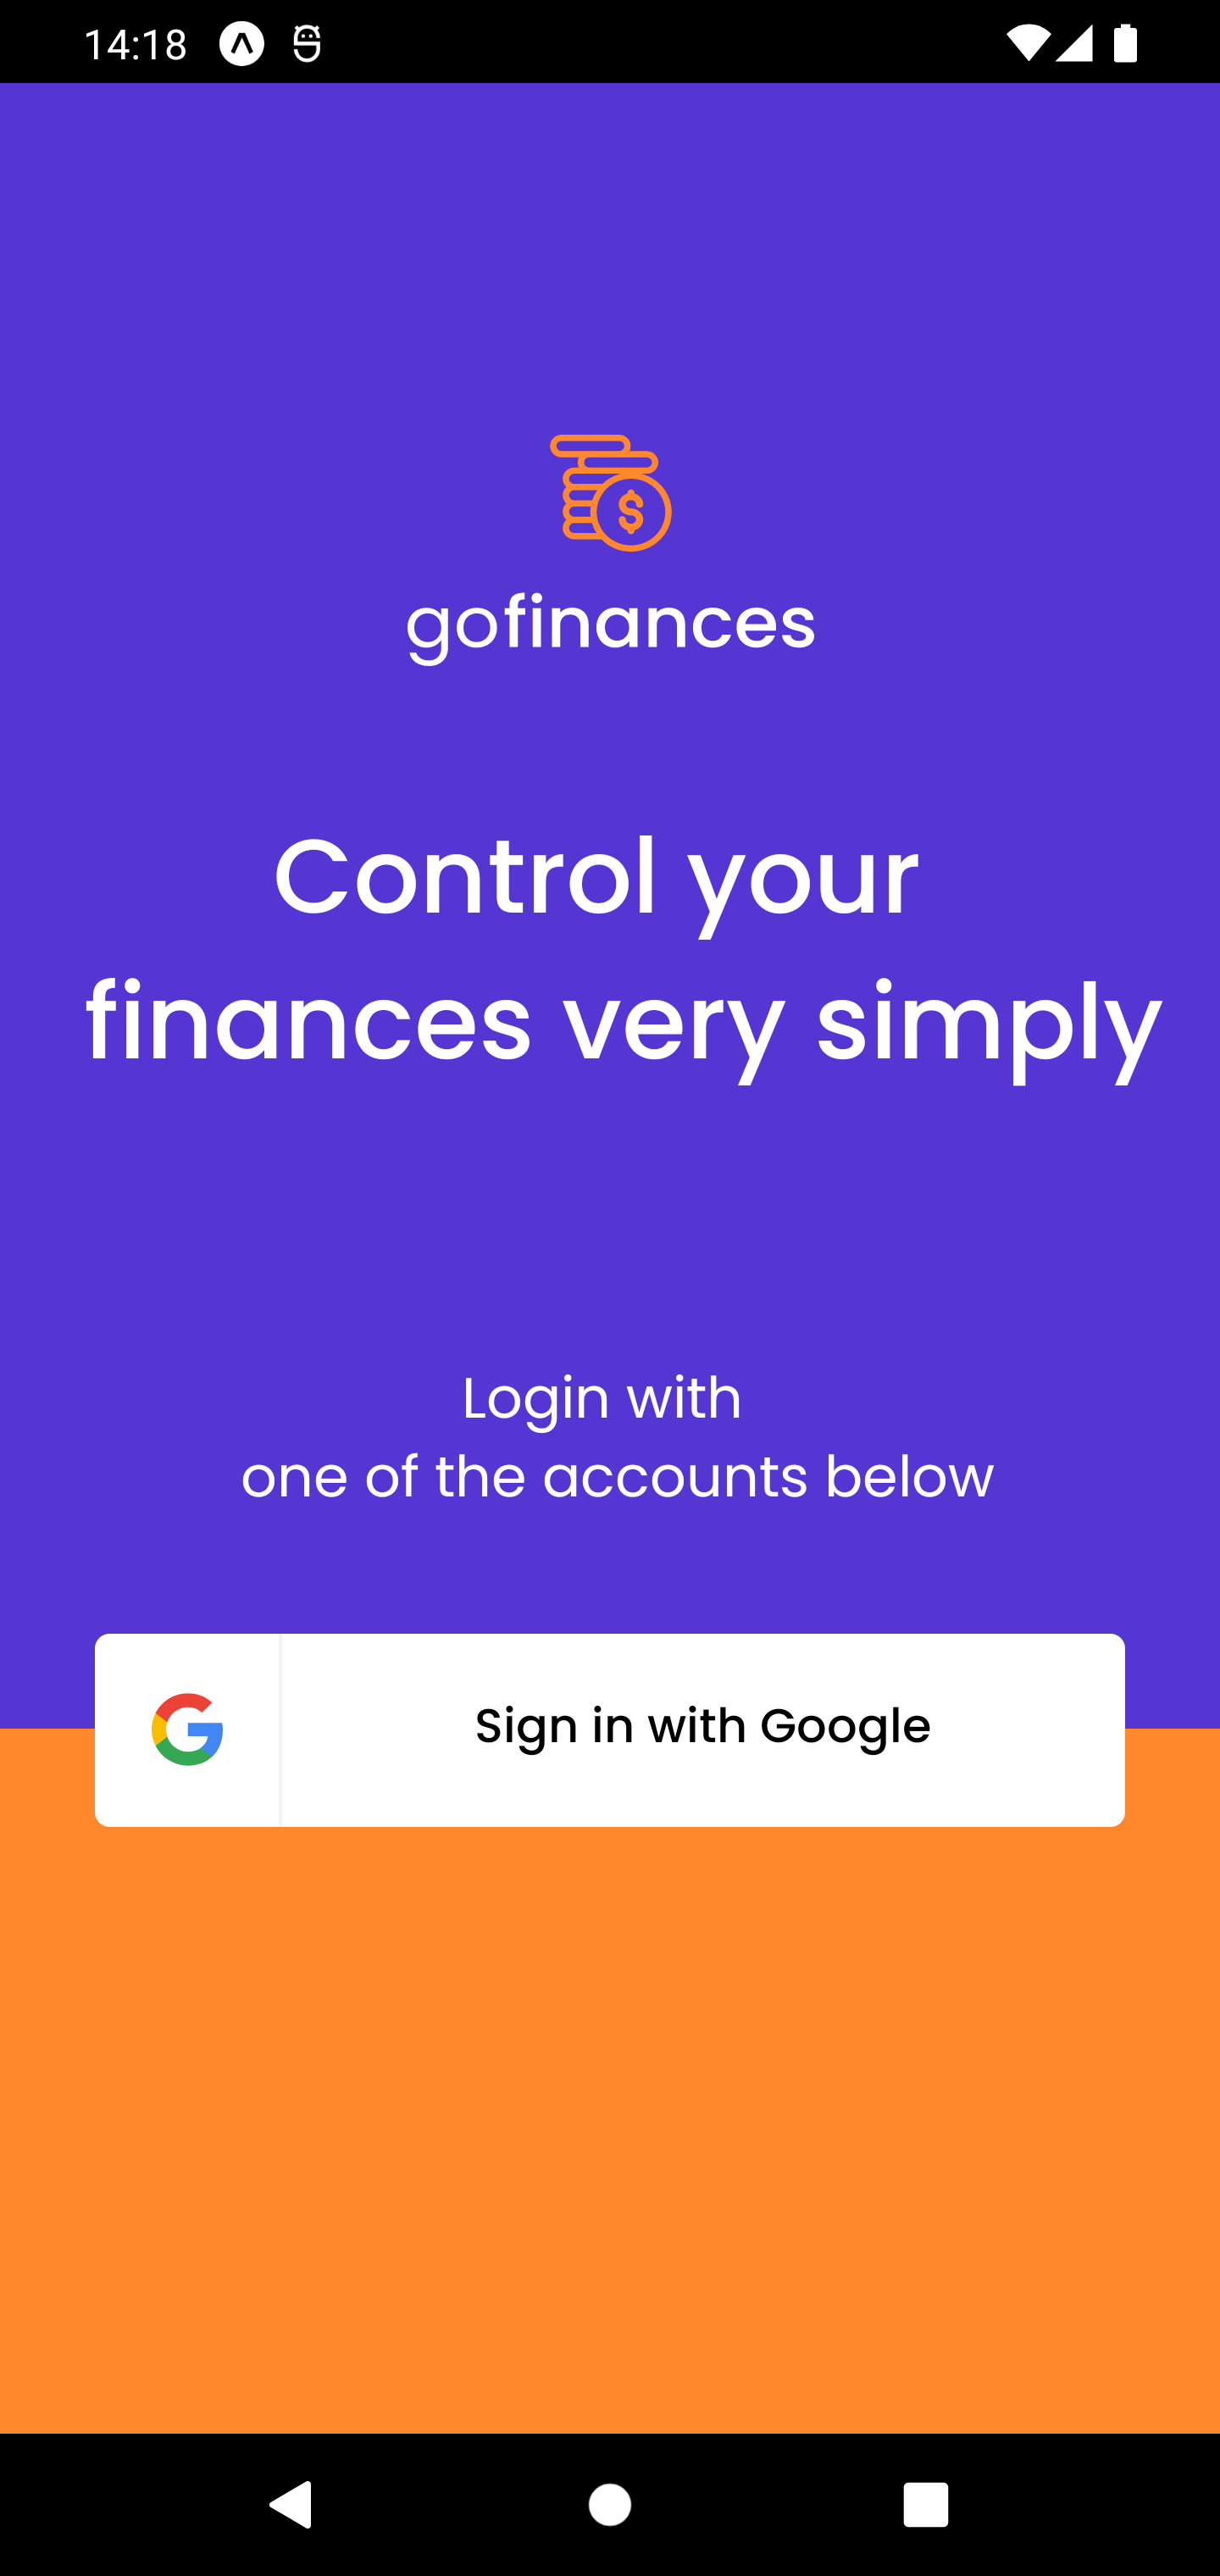 14:18
gofinances
Control your
finances very simply
Login with
one of the accounts below
Sign in with Google